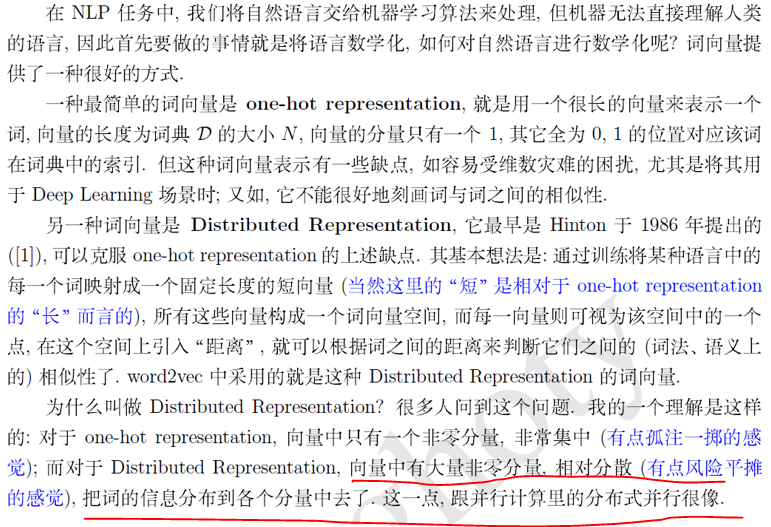 在 NLP 任务中, 我们将自然语言交给机器学习算法来处理, 但机器无法直接理解人类
的语言, 因此首先要做的事情就是将语言数学化, 如何对自然语言进行数学化呢? 词向量提
供了一种很好的方式.
一种最简单的词向量是 one-hot representation, 就是用一个很长的向量来表示一个
词, 向量的长度为词典 𝒟 的大小 N, 向量的分量只有一个 1, 其它全为 0, 1 的位置对应该词
在词典中的索引. 但这种词向量表示有一些缺点, 如容易受维数灾难的困扰, 尤其是将其用
于 Deep Learning 场景时; 又如, 它不能很好地刻画词与词之间的相似性.
另一种词向量是 Distributed Representation, 它最早是 Hinton 于 1986 年提出的
([1]), 可以克服 one-hot representation 的上述缺点. 其基本想法是: 通过训练将某种语言中的
每一个词映射成一个固定长度的短向量 (当然这里的 “短” 是相对于 one-hot representation
的 “长” 而言的), 所有这些向量构成一个词向量空间, 而每一向量则可视为该空间中的一个
点, 在这个空间上引入 “距离”, 就可以根据词之间的距离来判断它们之间的 (词法、语义上
的) 相似性了. word2vec 中采用的就是这种 Distributed Representation 的词向量.
为什么叫做 Distributed Representation? 很多人问到这个问题. 我的一个理解是这样
的: 对于 one-hot representation, 向量中只有一个非零分量, 非常集中 (有点孤注一掷的感
觉); 而对于 Distributed Representation, 向量中有大量非零分量, 相对分散 (有点风险平摊
的感觉), 把词的信息分布到各个分量中去了. 这一点, 跟并行计算里的分布式并行很像.